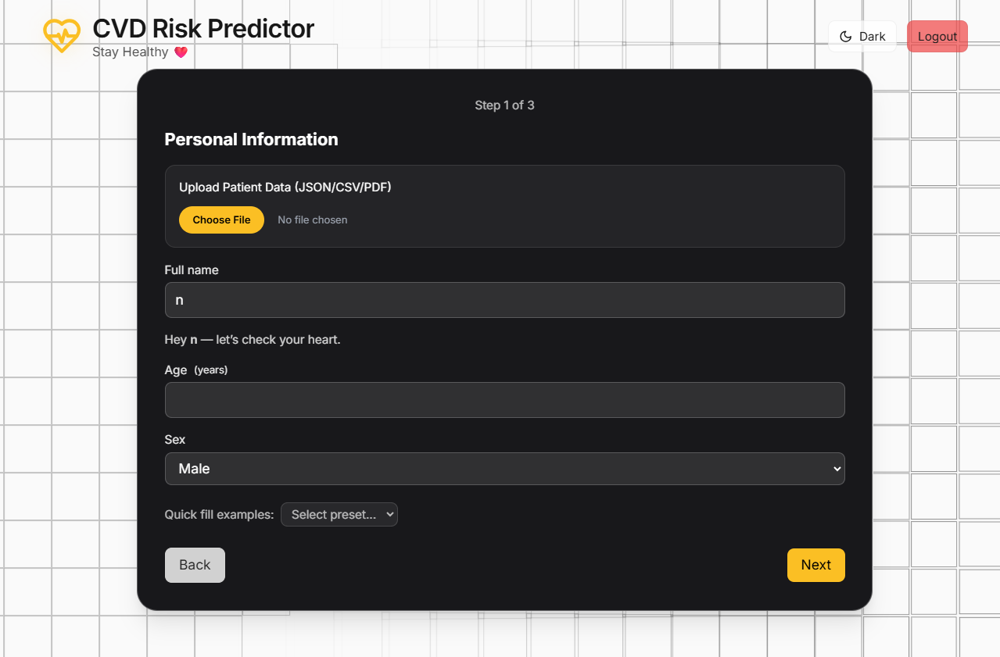 CVD Risk Predictor
Stay Healthy 💖
Dark
Logout
Step 1 of 3
Personal Information
Upload Patient Data (JSON/CSV/PDF)
Choose File No file chosen
Full name
n
Hey n — let’s check your heart.
Age (years)
Sex
Male
Quick fill examples: Select preset...
Back
Next